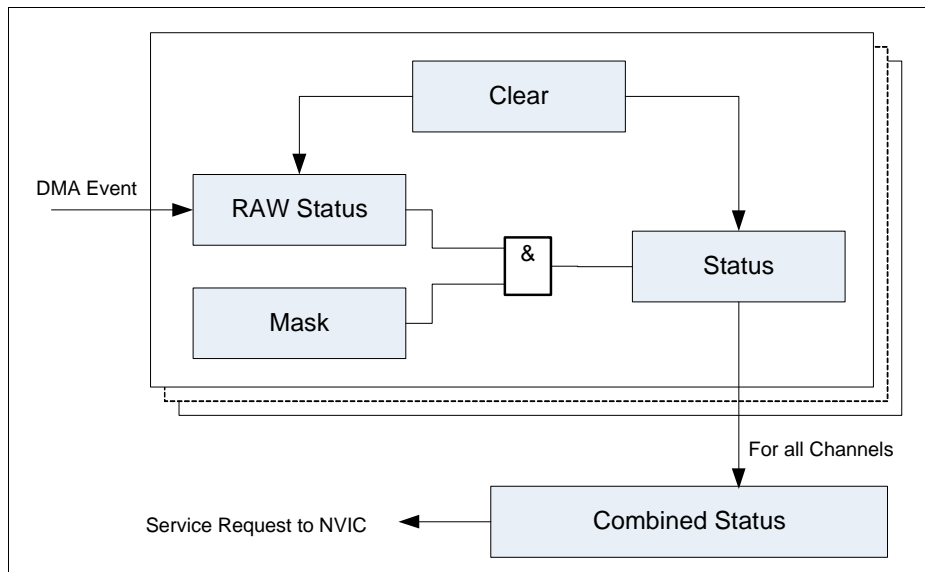 Clear
DMA Event
RAW Status
&
Status
Mask
For all Channels
Combined Status
Service Request to NVIC